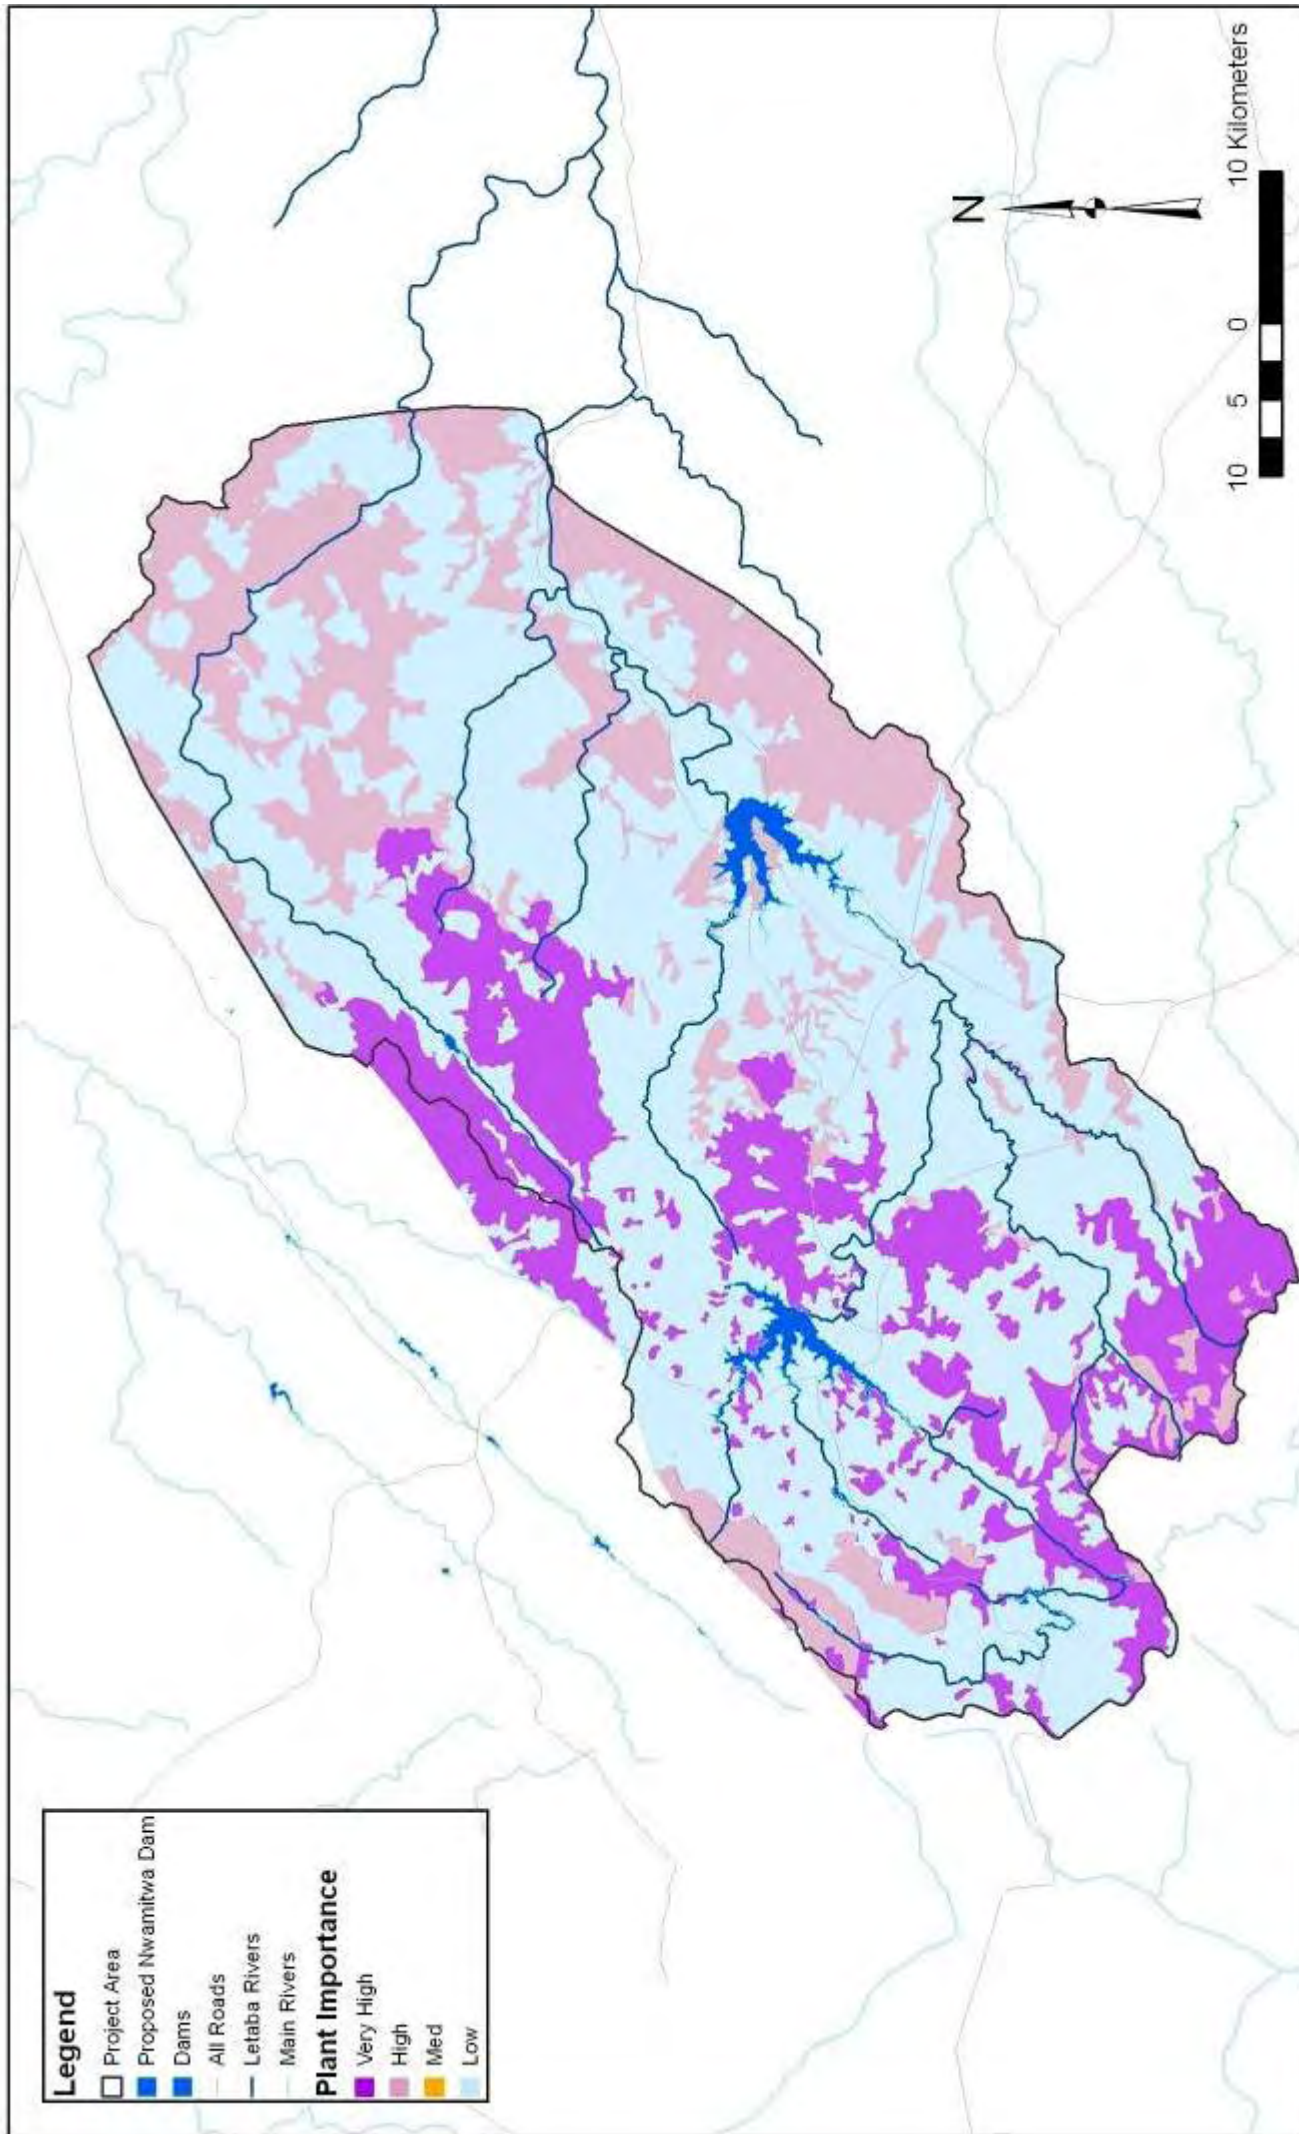 Legend
Project Area
Proposed Nwamitwa Dam
Dams
All Roads
Letaba Rivers
Main Rivers
Plant Importance
Very High
High
Med
Low
N
10 5 0 10 Kilometers